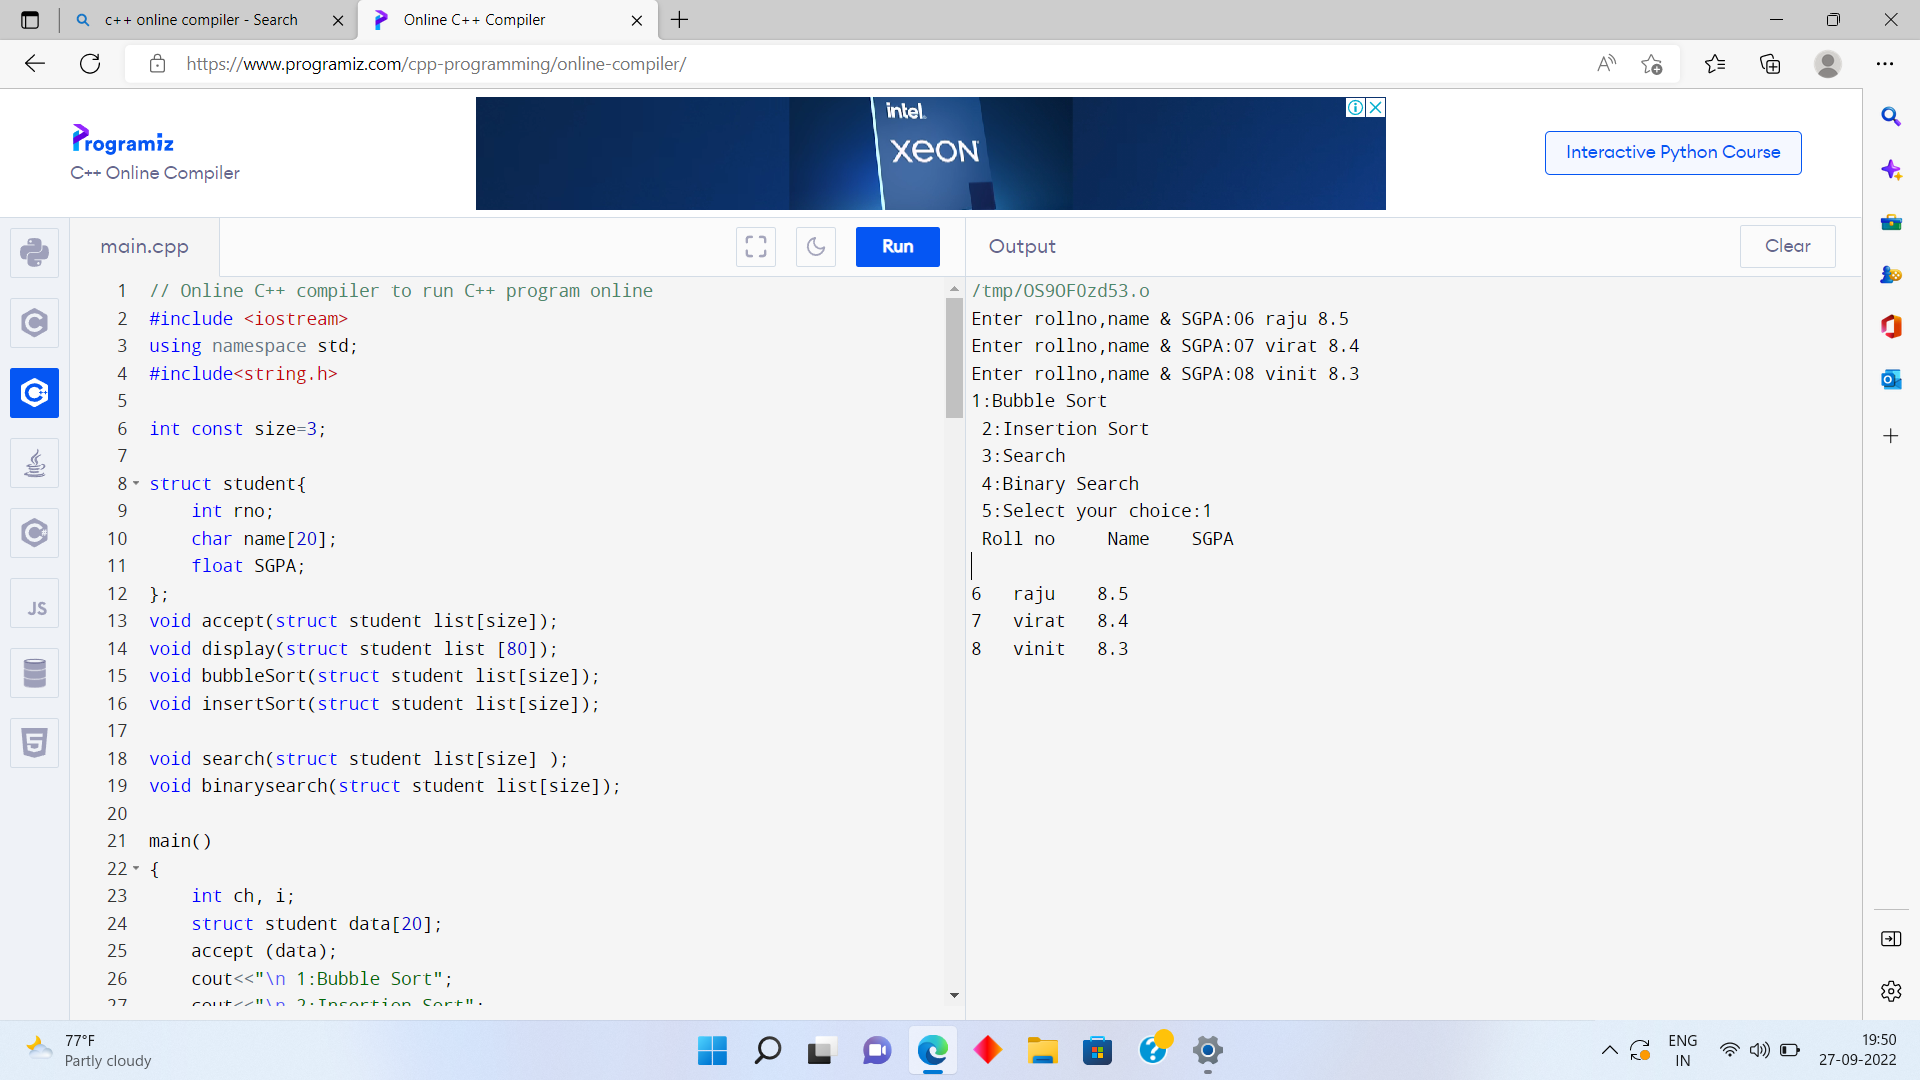 c++ online compiler - Search
Online C++ Compiler
https://www.programiz.com/cpp-programming/online-compiler/
Programiz
C++ Online Compiler
intel
XEON
Interactive Python Course
main.cpp
Run
Output
Clear
1 // Online C++ compiler to run C++ program online
2 #include <iostream>
3 using namespace std;
4 #include<string.h>
5
6 int const size=3;
7
8 struct student{
9 int rno;
10 char name[20];
11 float SGPA;
12 };
13 void accept(struct student list[size]);
14 void display(struct student list [80]);
15 void bubbleSort(struct student list[size]);
16 void insertSort(struct student list[size]);
17
18 void search(struct student list[size] );
19 void binarysearch(struct student list[size]);
20
21 main()
22 {
23 int ch, i;
24 struct student data[20];
25 accept (data);
26 cout<<"\n 1:Bubble Sort";
27 cout<<"\n 2:Insertion Sort";
/tmp/OS9OF0zd53.o
Enter rollno,name & SGPA:06 raju 8.5
Enter rollno,name & SGPA:07 virat 8.4
Enter rollno,name & SGPA:08 vinit 8.3
1:Bubble Sort
2:Insertion Sort
3:Search
4:Binary Search
5:Select your choice:1
Roll no Name SGPA
6 raju 8.5
7 virat 8.4
8 vinit 8.3
JS
77°F
Partly cloudy
ENG
IN
19:50
27-09-2022